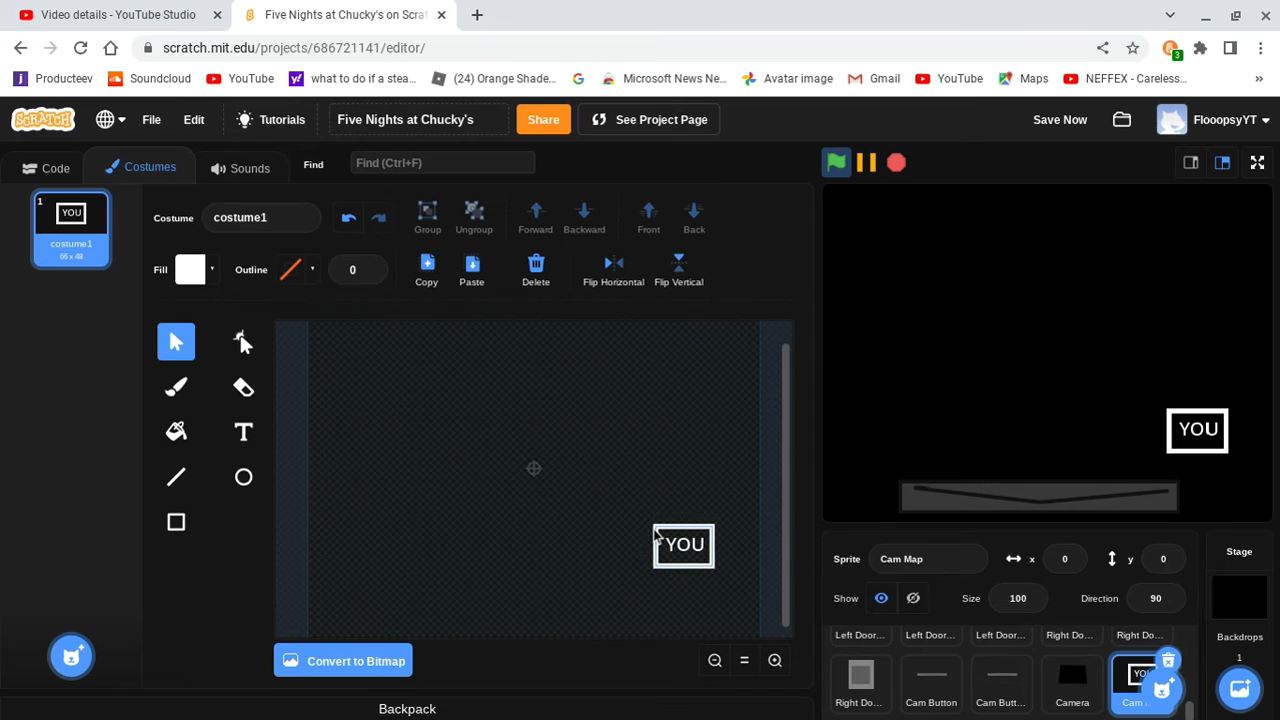 Video details - YouTube Studio
Five Nights at Chucky's on Scrat
scratch.mit.edu/projects/686721141/editor/
3
Producteev
Soundcloud
YouTube
what to do if a stea...
(24) Orange Shade...
Microsoft News Ne...
Avatar image
Gmail
YouTube
Maps
NEFFEX - Careless...
»
SCRATCH
File
Edit
Tutorials
Five Nights at Chucky's
Share
See Project Page
Save Now
FlooopsyYT
Code
Costumes
Sounds
Find
Find (Ctrl+F)
1
YOU
costume1
66 x 48
Costume
costume1
Group
Ungroup
Forward
Backward
Front
Back
Fill
Outline
0
Copy
Paste
Delete
Flip Horizontal
Flip Vertical
T
YOU
YOU
Convert to Bitmap
Backpack
Sprite
Cam Map
x
0
y
0
Show
Size
100
Direction
90
Stage
Left Door...
Left Doo...
Left Doo...
Right Do...
Right Do...
Right Do...
Cam Button
Cam Butt...
Camera
Cam
Backdrops
1